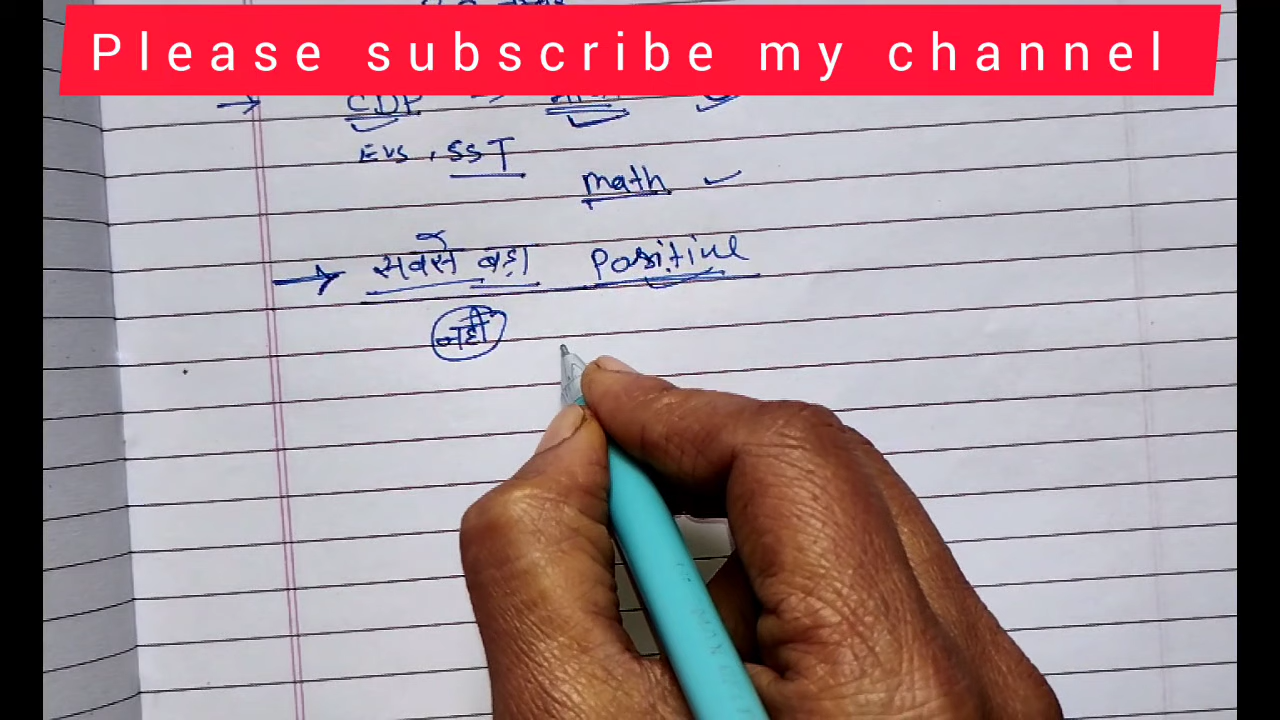 Please subscribe my channel
→ CDP →
EVS, SST
math ✓
→ सबसे बड़ा Positive
नहीं